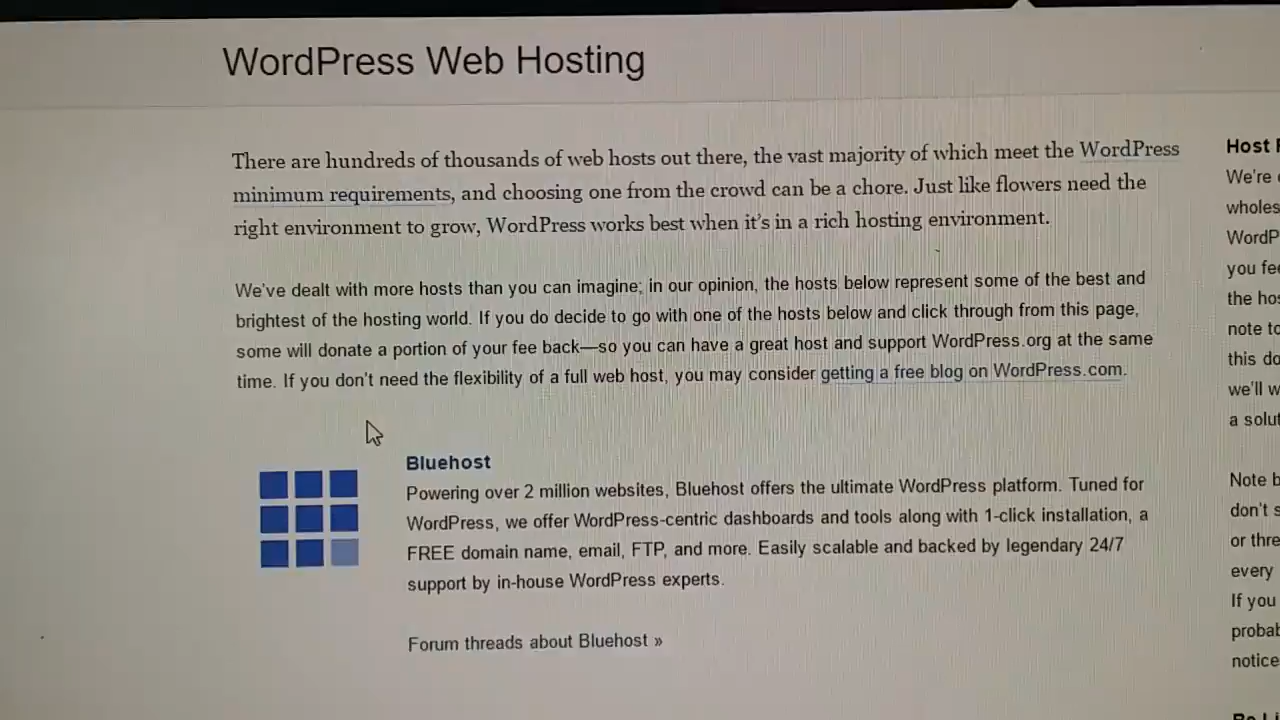 WordPress Web Hosting
There are hundreds of thousands of web hosts out there, the vast majority of which meet the WordPress
minimum requirements, and choosing one from the crowd can be a chore. Just like flowers need the
right environment to grow, WordPress works best when it's in a rich hosting environment.
We've dealt with more hosts than you can imagine; in our opinion, the hosts below represent some of the best and
brightest of the hosting world. If you do decide to go with one of the hosts below and click through from this page,
some will donate a portion of your fee back—so you can have a great host and support WordPress.org at the same
time. If you don't need the flexibility of a full web host, you may consider getting a free blog on WordPress.com.
Bluehost
Powering over 2 million websites, Bluehost offers the ultimate WordPress platform. Tuned for
WordPress, we offer WordPress-centric dashboards and tools along with 1-click installation, a
FREE domain name, email, FTP, and more. Easily scalable and backed by legendary 24/7
support by in-house WordPress experts.
Forum threads about Bluehost »
Host
We're
you
the
note
this
we'll
a
Note
don't
or
every
If you
notice